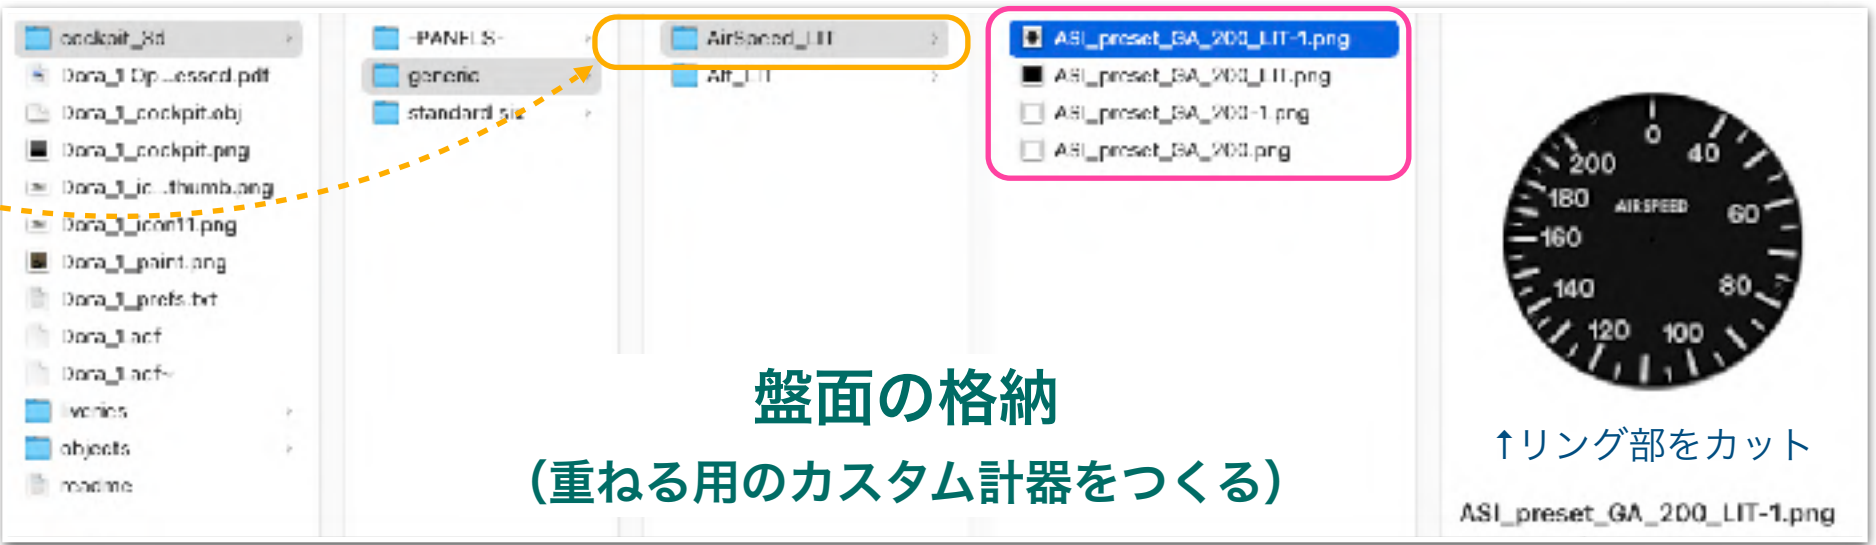 cockpit_3d
Dora_1 Op...essed.pdf
Dora_1_cockpit.obj
Dora_1_cockpit.png
Dora_1_ic...thumb.png
Dora_1_icon11.png
Dora_1_paint.png
Dora_1_prefs.txt
Dora_1.acf
Dora_1.acf~
liveries
objects
readme
-PANELS-
generic
standard siz
AirSpeed_LIT
Alt_LIT
ASI_preset_GA_200_LIT-1.png
ASI_preset_GA_200_LIT.png
ASI_preset_GA_200-1.png
ASI_preset_GA_200.png
0
40
60
80
100
120
140
160
180
200
AIRSPEED
盤面の格納
（重ねる用のカスタム計器をつくる）
↑リング部をカット
ASI_preset_GA_200_LIT-1.png